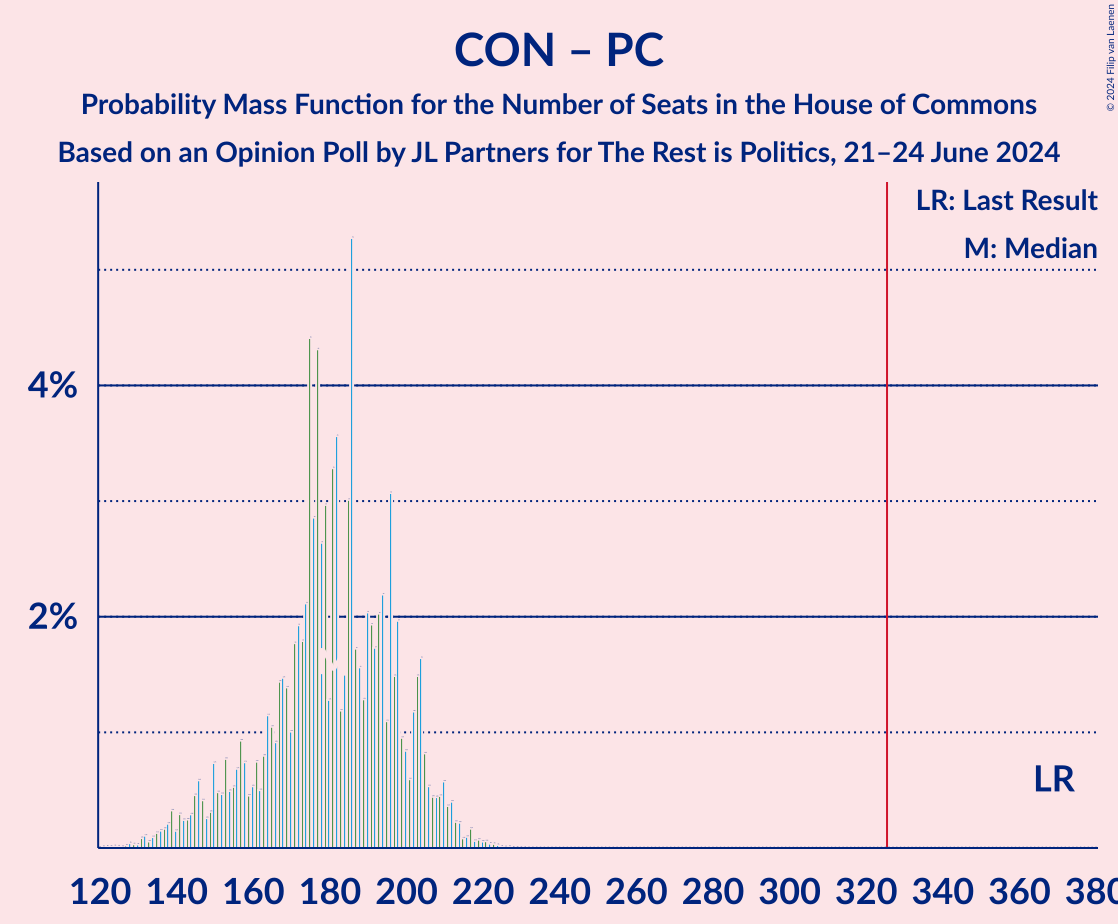 CON – PC
Probability Mass Function for the Number of Seats in the House of Commons
Based on an Opinion Poll by JL Partners for The Rest is Politics, 21–24 June 2024
© 2024 Filip van Laenen
LR: Last Result
M: Median
4%
2%
LR
120 140 160 180 200 220 240 260 280 300 320 340 360 380